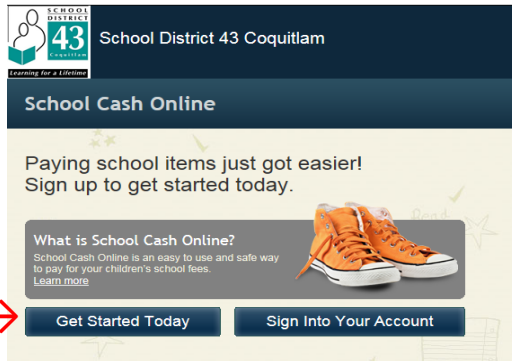 SCHOOL
DISTRICT
43
Coquitlam
Learning for a Lifetime
School District 43 Coquitlam
School Cash Online
Paying school items just got easier!
Sign up to get started today.
Read
What is School Cash Online?
School Cash Online is an easy to use and safe way
to pay for your children's school fees.
Learn more
Get Started Today
Sign Into Your Account